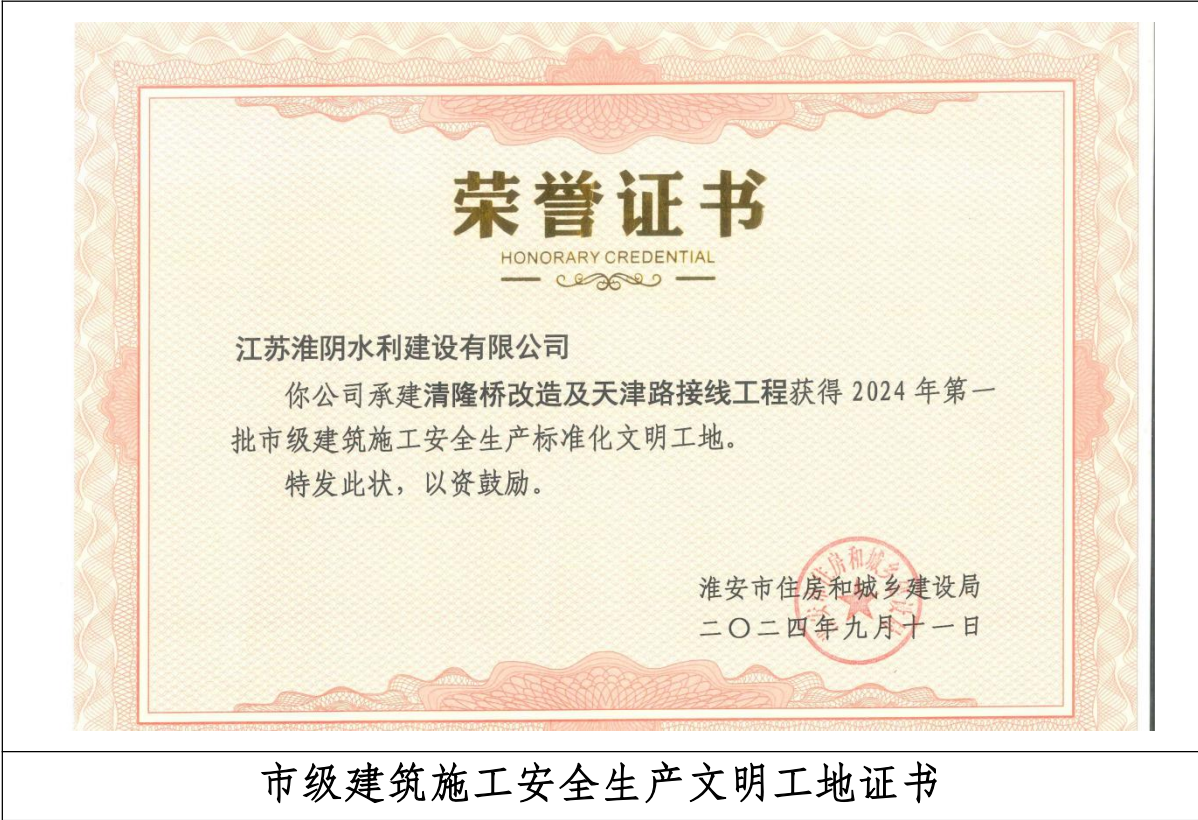 荣誉证书
HONORARY CREDENTIAL
江苏淮阴水利建设有限公司
你公司承建清隆桥改造及天津路接线工程获得 2024 年第一
批市级建筑施工安全生产标准化文明工地。
特发此状，以资鼓励。
淮安市住房和城乡建设局
二〇二四年九月十一日
市级建筑施工安全生产文明工地证书